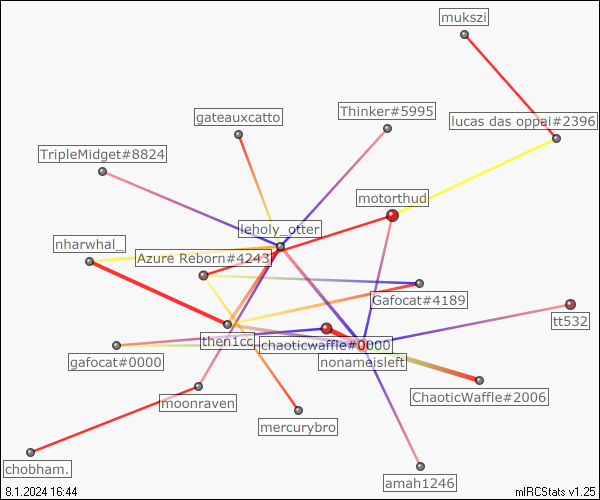 mukszi
Thinker#5995
gateauxcatto
lucas das oppai#2396
TripleMidget#8824
motorthud
leholy_otter
nharwhal_
Azure Reborn#4243
Gafocat#4189
tt532
then1cc
chaoticwaffle#0000
gafocat#0000
nonameisleft
ChaoticWaffle#2006
moonraven
mercurybro
chobham.
amah1246
8.1.2024 16:44
mIRCStats v1.25